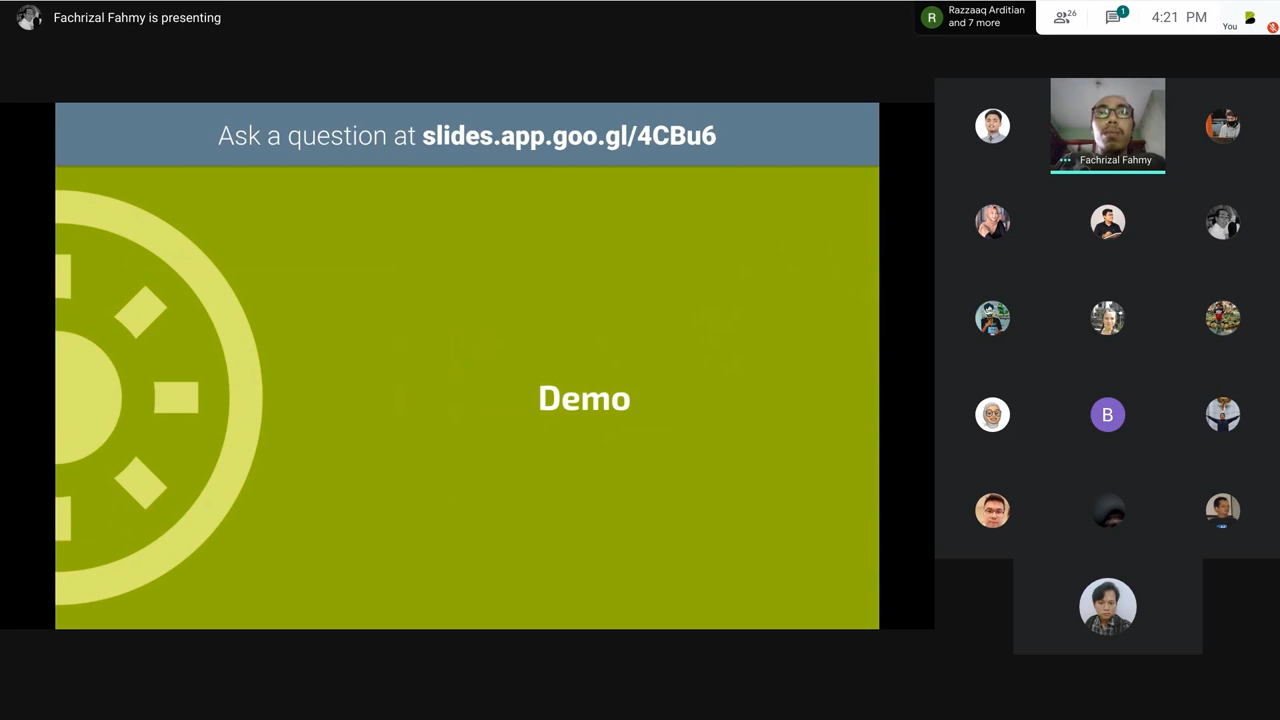 Fachrizal Fahmy is presenting
R
Razzaaq Arditian
and 7 more
26
1
4:21 PM
You
Ask a question at slides.app.goo.gl/4CBu6
Fachrizal Fahmy
Demo
B